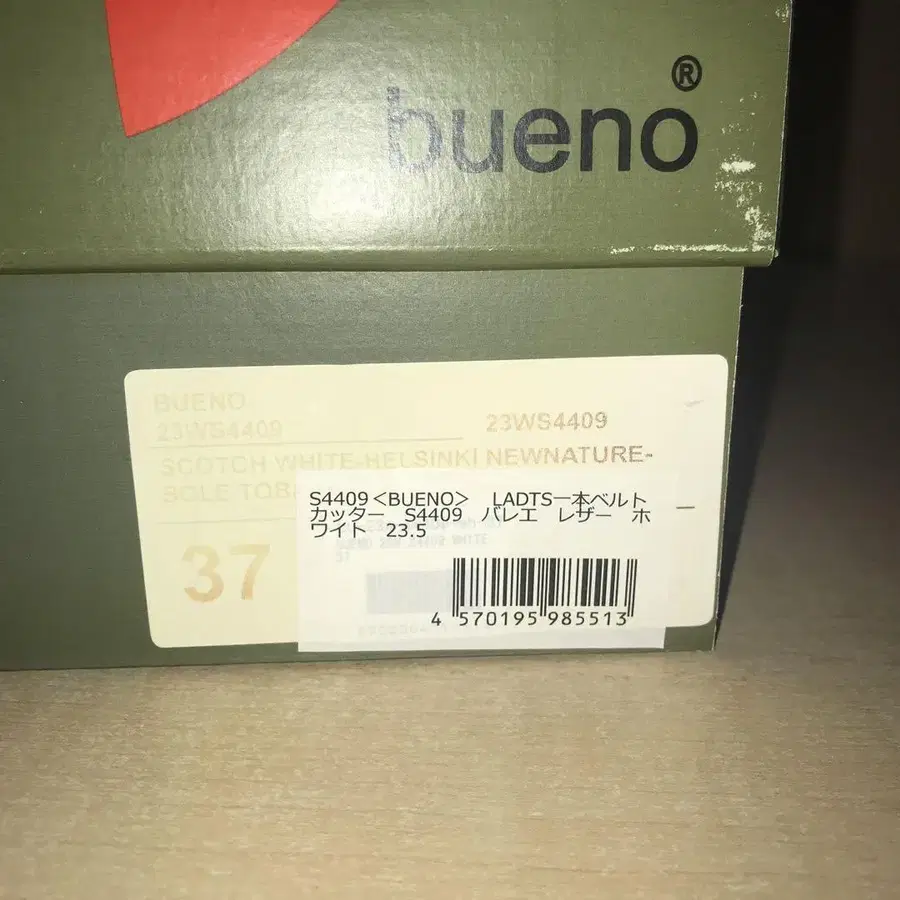 bueno®
BUENO
23WS4409 23WS4409
SCOTCH WHITE-HELSINKI NEWNATURE-
SOLE
S4409<BUENO> LADTS一本ベルト
カッター S4409 バレエ レザー ホ
ワイト 23.5
WHITE
37
37
4 570195 985513